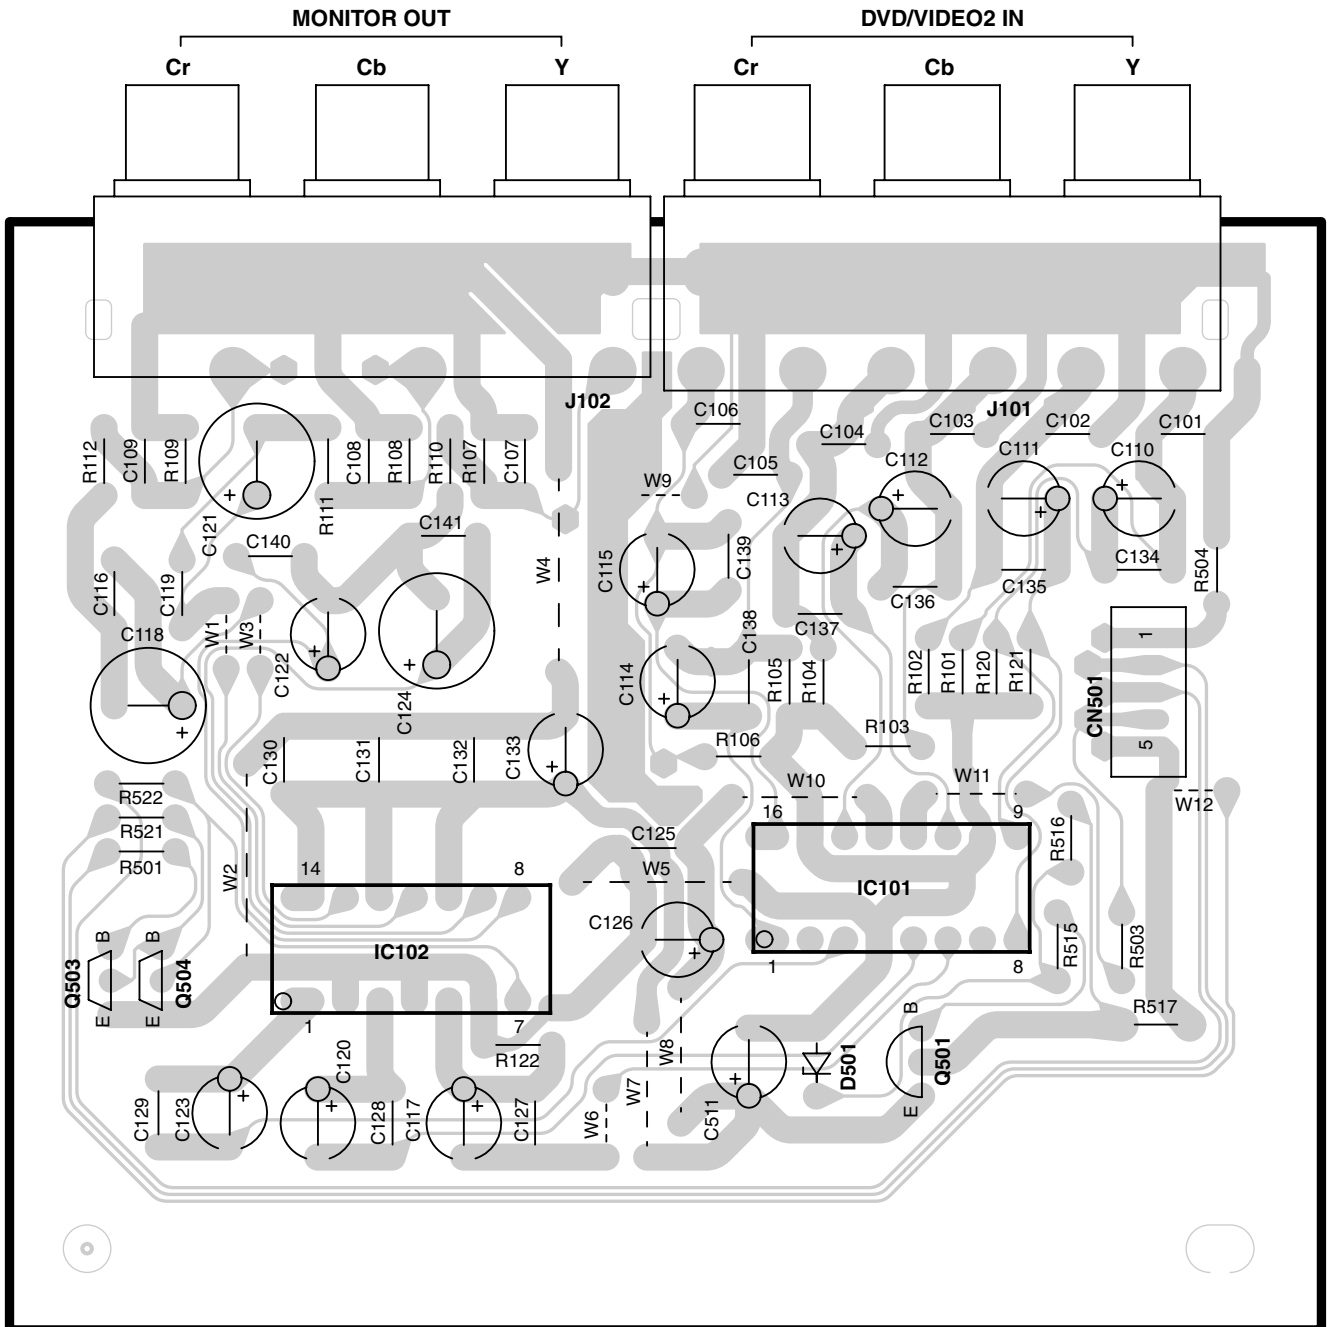 MONITOR OUT
DVD/VIDEO2 IN
Cr
Cb
Y
Cr
Cb
Y
J102
J101
C106
C104
C103
C102
C101
R112
C109
R109
C108
R108
R110
R107
C107
C105
C112
C111
C110
W9
C113
+
+
+
+
+
C121
R111
C141
C140
W4
C115
C139
C134
R504
C116
C119
C135
C136
+
W1
W3
C138
C137
1
C118
+
+
C122
C114
R105
R104
R102
R101
R120
R121
CN501
+
C124
+
R103
5
C130
C131
C132
C133
+
R106
R522
W10
W11
W12
16
9
R521
C125
R516
R501
W2
14
8
W5
IC101
C126
B
B
IC102
+
R515
R503
Q503
Q504
1
8
E
E
1
7
R517
B
C120
R122
W8
D501
Q501
+
+
+
W7
+
C129
C123
C128
C117
C127
W6
C511
E